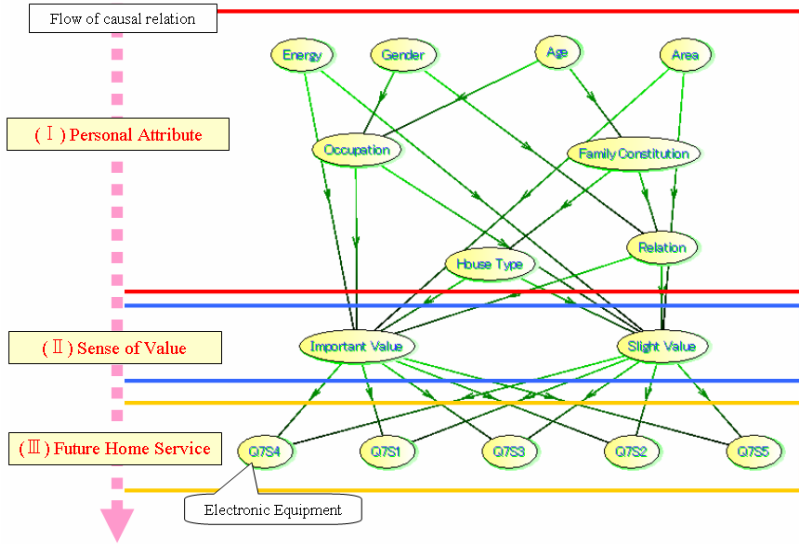 Flow of causal relation
Energy
Gender
Age
Area
(Ⅰ) Personal Attribute
Occupation
Family Constitution
House Type
Relation
(Ⅱ) Sense of Value
Important Value
Slight Value
(Ⅲ) Future Home Service
Q7S4
Q7S1
Q7S3
Q7S2
Q7S5
Electronic Equipment